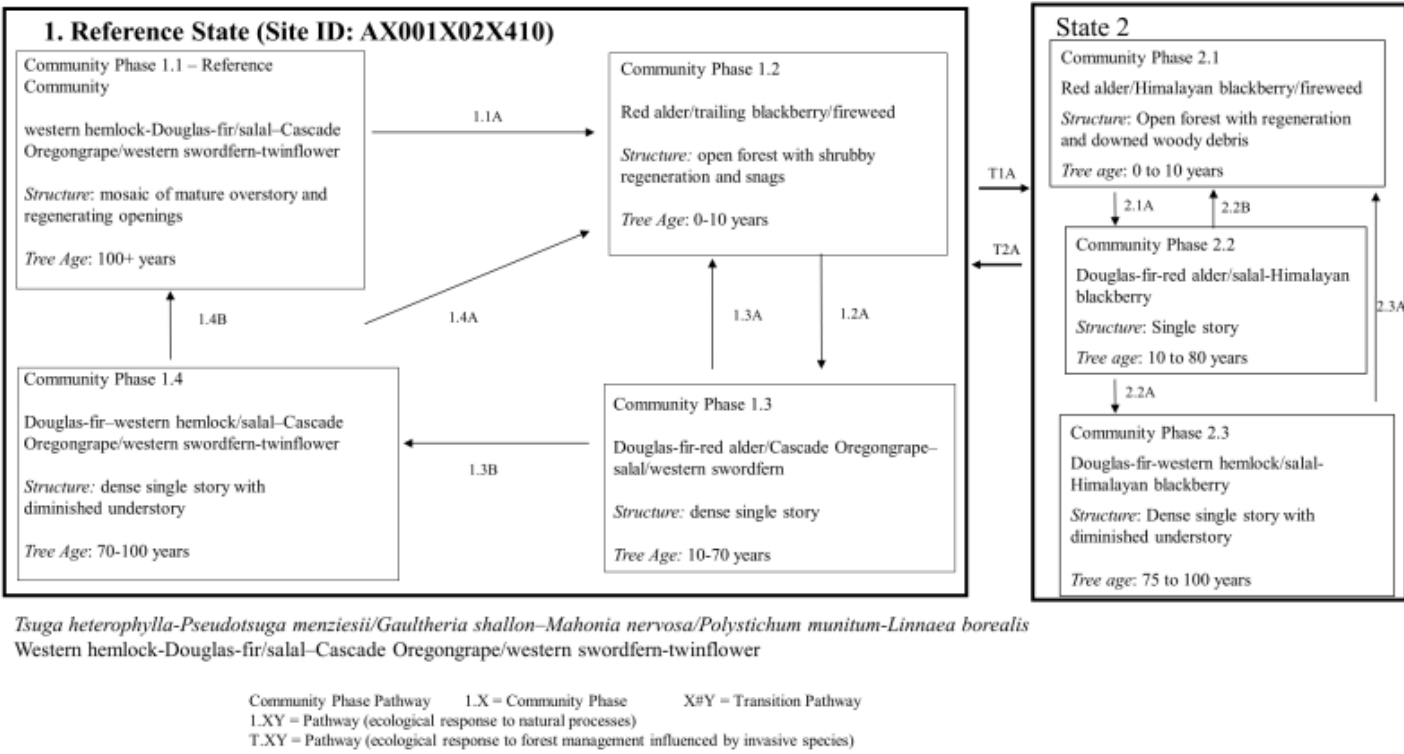 1. Reference State (Site ID: AX001X02X410)
Community Phase 1.1 – Reference
Community
western hemlock-Douglas-fir/salal–Cascade
Oregongrape/western swordfern-twinflower
Structure: mosaic of mature overstory and
regenerating openings
Tree Age: 100+ years
1.1A
Community Phase 1.2
Red alder/trailing blackberry/fireweed
Structure: open forest with shrubby
regeneration and snags
Tree Age: 0-10 years
1.4B
1.4A
1.3A
1.2A
Community Phase 1.4
Douglas-fir–western hemlock/salal–Cascade
Oregongrape/western swordfern-twinflower
Structure: dense single story with
diminished understory
Tree Age: 70-100 years
1.3B
Community Phase 1.3
Douglas-fir-red alder/Cascade Oregongrape–
salal/western swordfern
Structure: dense single story
Tree Age: 10-70 years
T1A
T2A
State 2
Community Phase 2.1
Red alder/Himalayan blackberry/fireweed
Structure: Open forest with regeneration
and downed woody debris
Tree age: 0 to 10 years
2.1A
2.2B
Community Phase 2.2
Douglas-fir-red alder/salal-Himalayan
blackberry
Structure: Single story
Tree age: 10 to 80 years
2.3A
2.2A
Community Phase 2.3
Douglas-fir-western hemlock/salal-
Himalayan blackberry
Structure: Dense single story with
diminished understory
Tree age: 75 to 100 years
Tsuga heterophylla-Pseudotsuga menziesii/Gaultheria shallon–Mahonia nervosa/Polystichum munitum-Linnaea borealis
Western hemlock-Douglas-fir/salal–Cascade Oregongrape/western swordfern-twinflower
Community Phase Pathway 1.X = Community Phase X#Y = Transition Pathway
1.XY = Pathway (ecological response to natural processes)
T.XY = Pathway (ecological response to forest management influenced by invasive species)